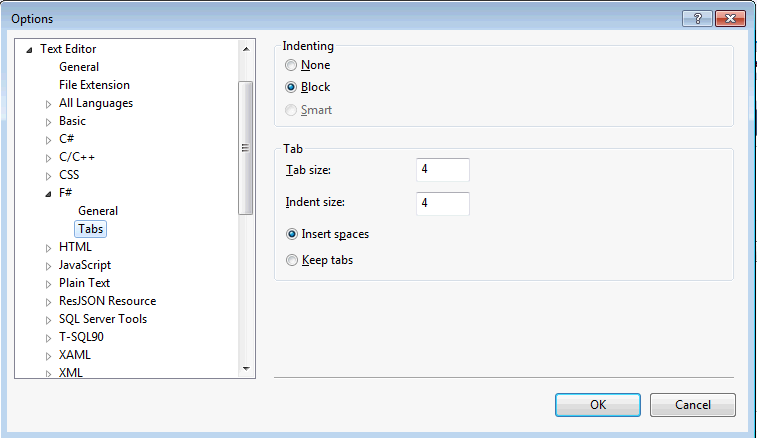 Options
Text Editor
General
File Extension
All Languages
Basic
C#
C/C++
CSS
F#
General
Tabs
HTML
JavaScript
Plain Text
ResJSON Resource
SQL Server Tools
T-SQL90
XAML
XML
Indenting
None
Block
Smart
Tab
Tab size: 4
Indent size: 4
Insert spaces
Keep tabs
OK Cancel